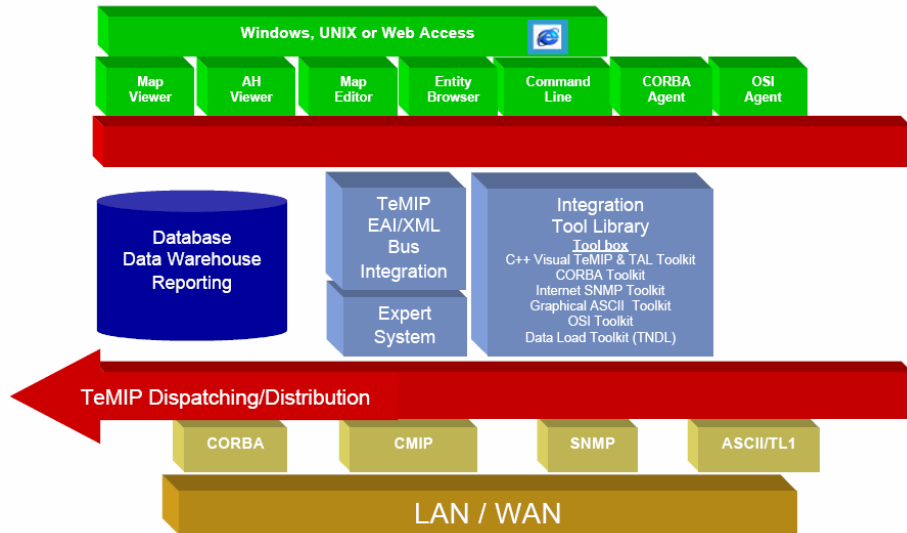 Windows, UNIX or Web Access
Map
Viewer
AH
Viewer
Map
Editor
Entity
Browser
Command
Line
CORBA
Agent
OSI
Agent
Database
Data Warehouse
Reporting
TeMIP
EAI/XML
Bus
Integration
Expert
System
Integration
Tool Library
Tool box
C++ Visual TeMIP & TAL Toolkit
CORBA Toolkit
Internet SNMP Toolkit
Graphical ASCII Toolkit
OSI Toolkit
Data Load Toolkit (TNDL)
TeMIP Dispatching/Distribution
CORBA
CMIP
SNMP
ASCII/TL1
LAN / WAN